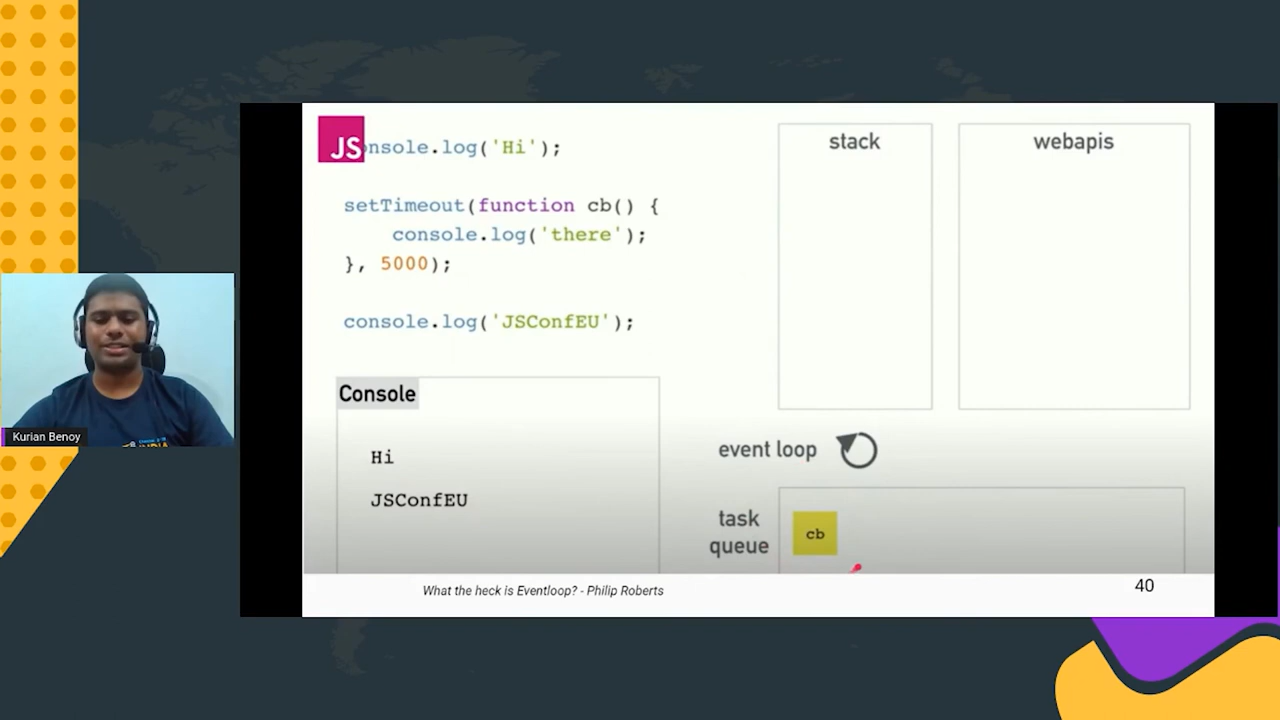 JS
onsole.log('Hi');
setTimeout(function cb() {
console.log('there');
}, 5000);
console.log('JSConfEU');
Console
Hi
JSConfEU
stack
webapis
event loop
task
queue
cb
What the heck is Eventloop? - Philip Roberts
40
Kurian Benoy